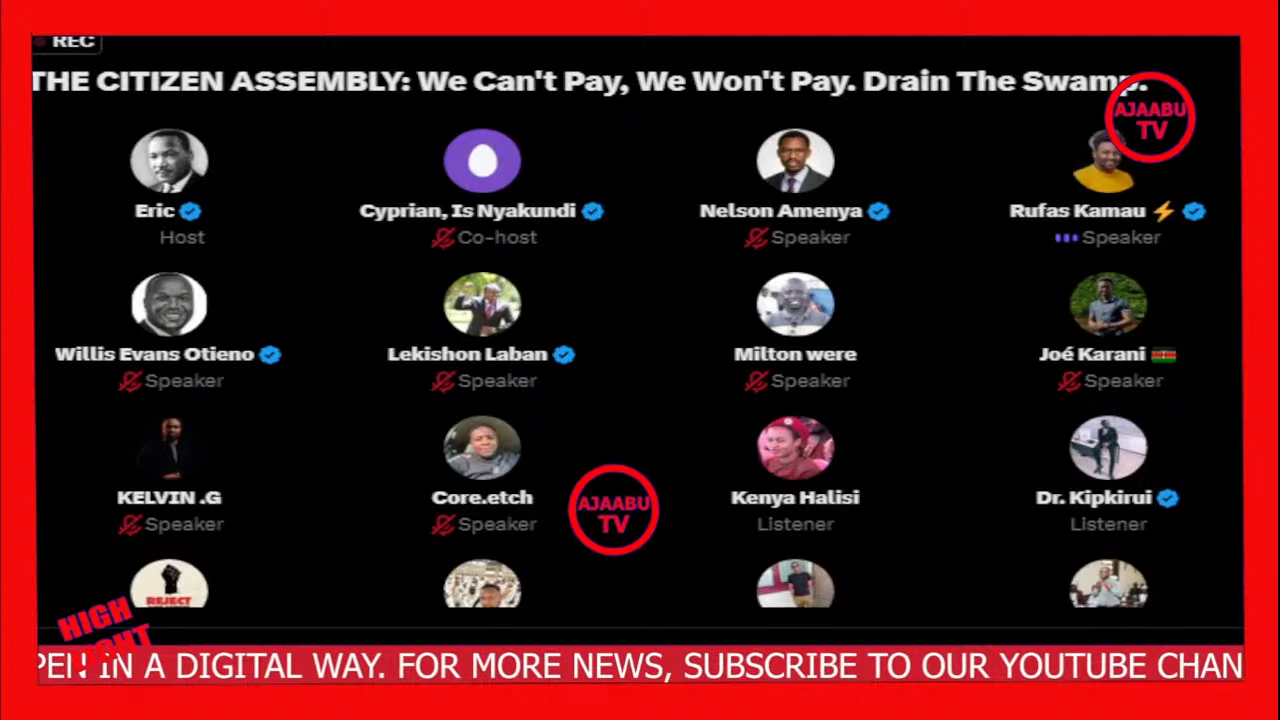 REC
THE CITIZEN ASSEMBLY: We Can't Pay, We Won't Pay. Drain The Swamp.
AJAABU
TV
Eric
Host
Cyprian, Is Nyakundi
Co-host
Nelson Amenya
Speaker
Rufas Kamau
Speaker
Willis Evans Otieno
Speaker
Lekishon Laban
Speaker
Milton were
Speaker
Joé Karani
Speaker
KELVIN .G
Speaker
Core.etch
Speaker
AJAABU
TV
Kenya Halisi
Listener
Dr. Kipkirui
Listener
REJECT
HIGH
IN A DIGITAL WAY. FOR MORE NEWS, SUBSCRIBE TO OUR YOUTUBE CHAN